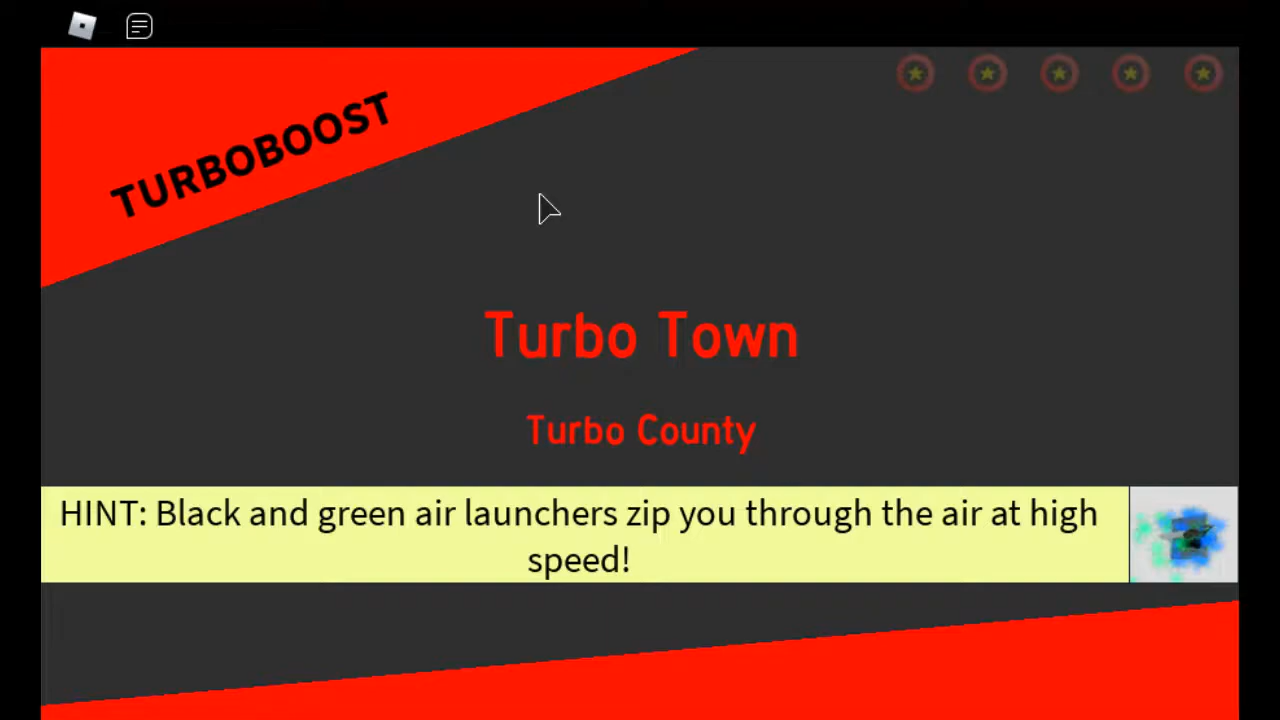 TURBOBOOST
Turbo Town
Turbo County
HINT: Black and green air launchers zip you through the air at high
speed!